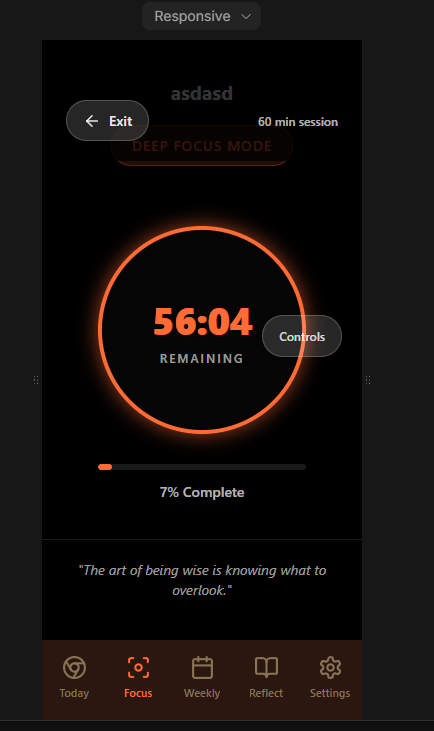 Responsive
asdasd
Exit
60 min session
DEEP FOCUS MODE
56:04
REMAINING
Controls
7% Complete
"The art of being wise is knowing what to
overlook."
Today
Focus
Weekly
Reflect
Settings